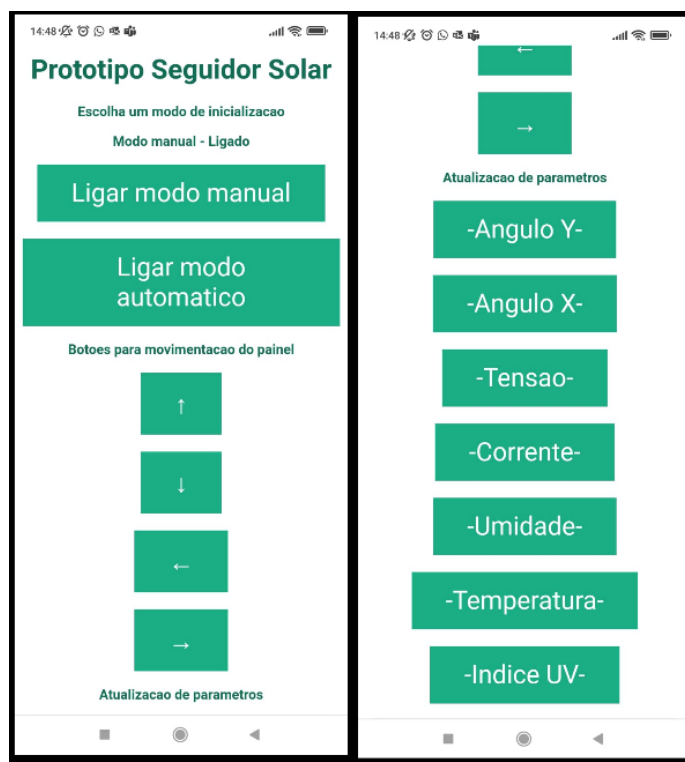 14:48
Prototipo Seguidor Solar
Escolha um modo de inicializacao
Modo manual - Ligado
Ligar modo manual
Ligar modo
automatico
Botoes para movimentacao do painel
↑
↓
←
→
Atualizacao de parametros
14:48
←
→
Atualizacao de parametros
-Angulo Y-
-Angulo X-
-Tensao-
-Corrente-
-Umidade-
-Temperatura-
-Indice UV-